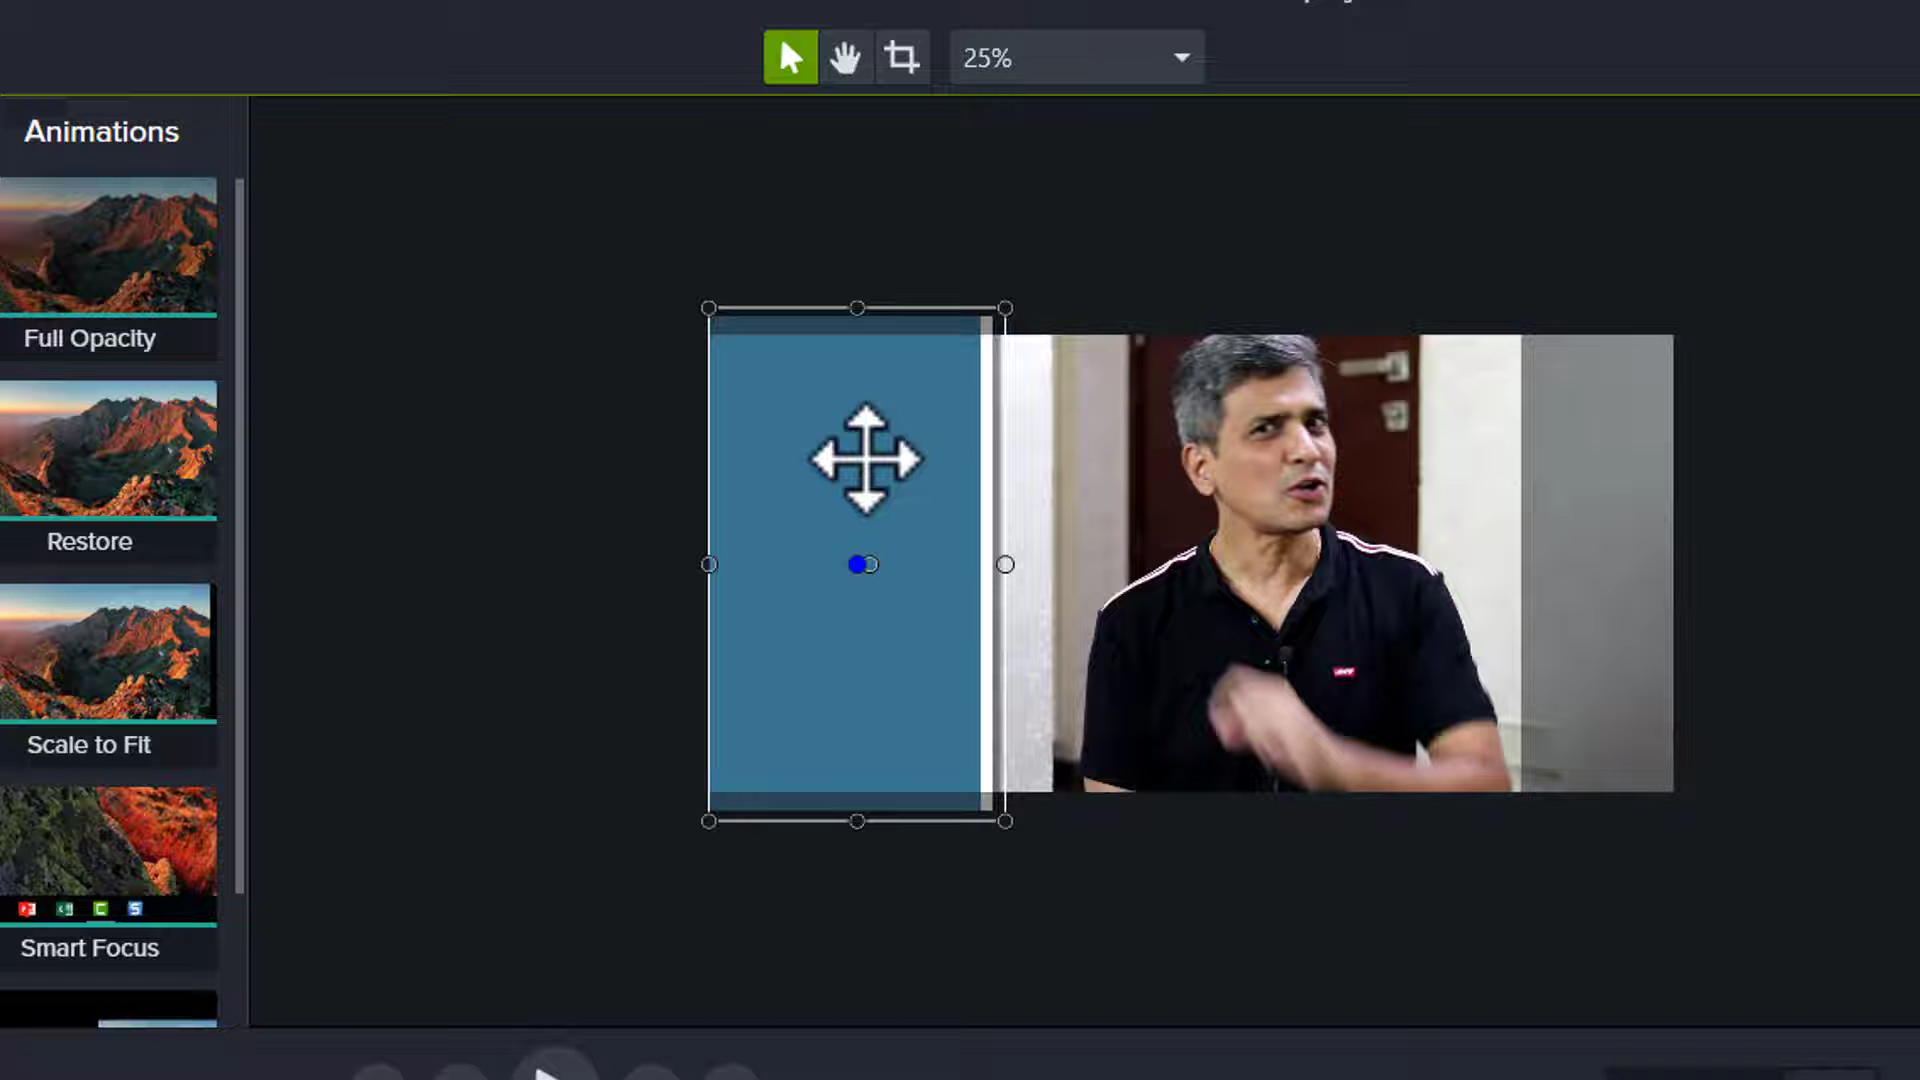 25%
Animations
Full Opacity
Restore
Scale to Fit
Smart Focus